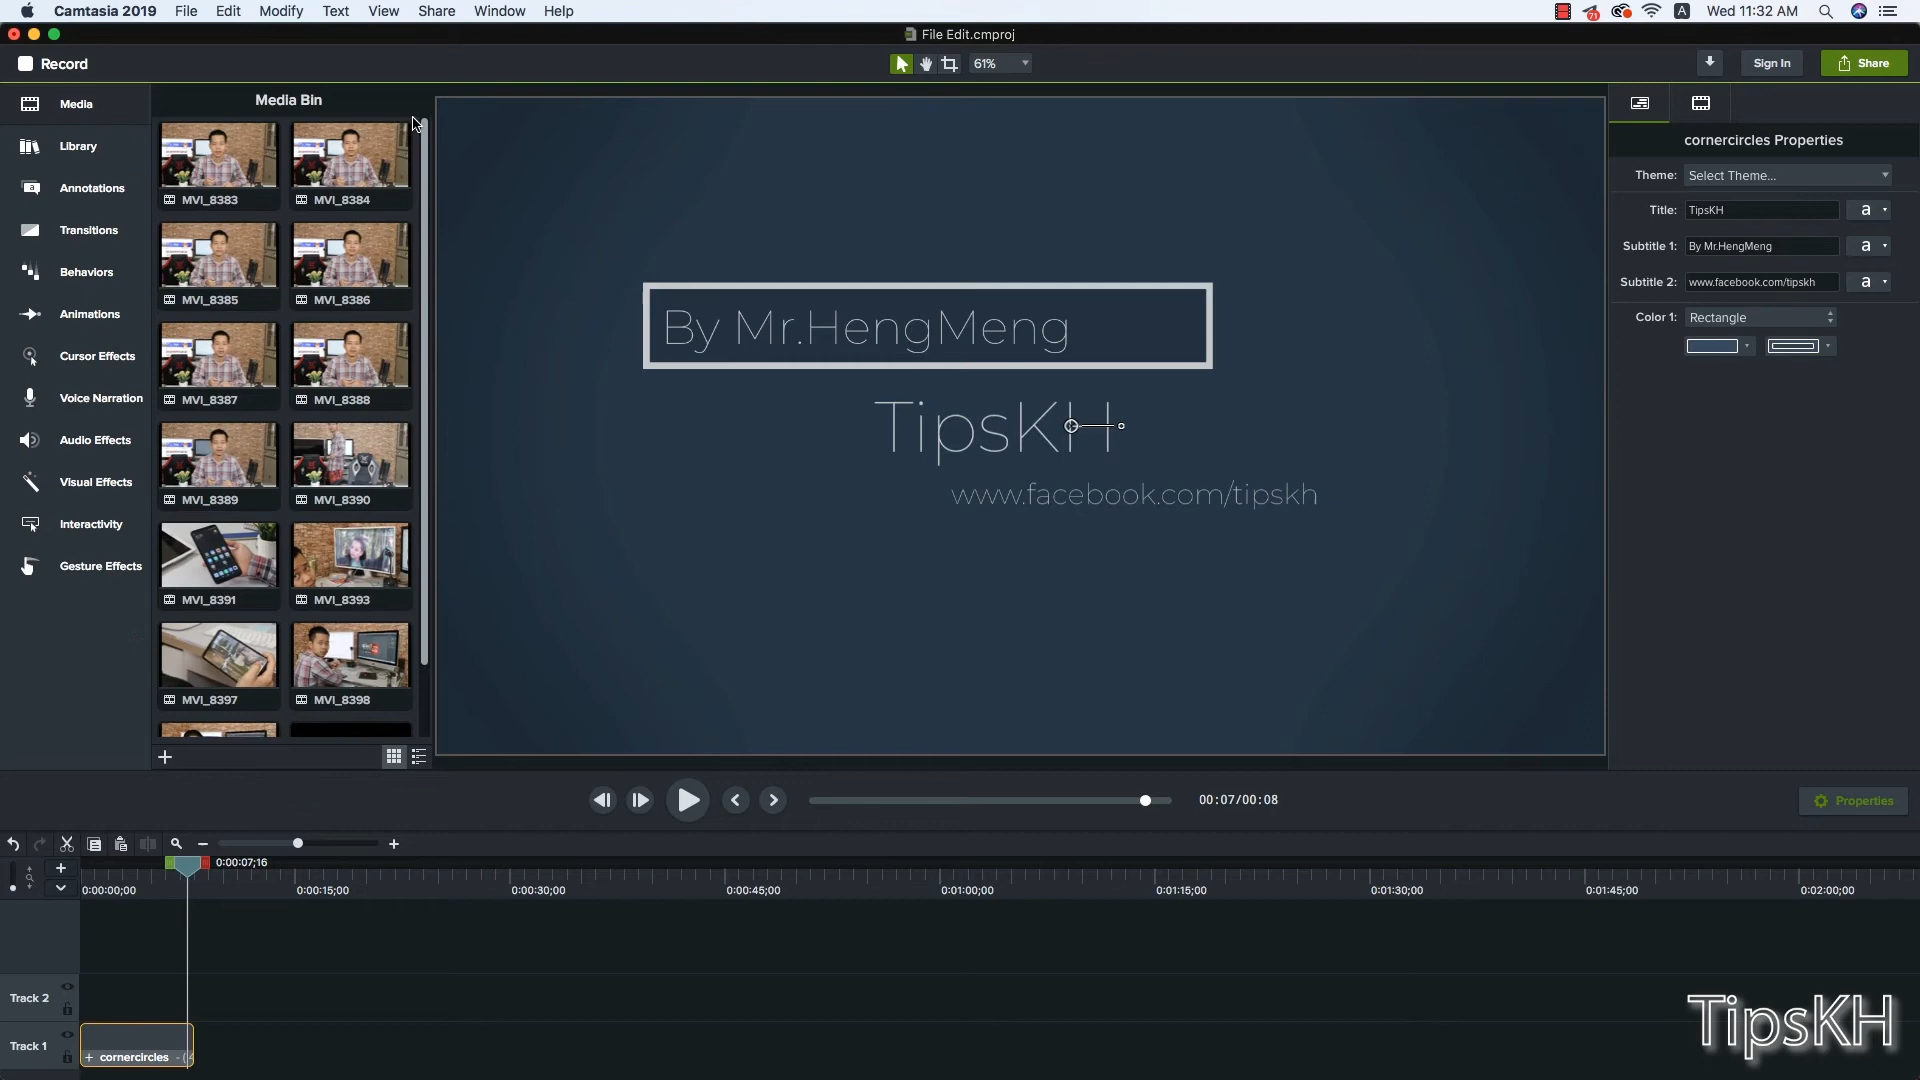 Camtasia 2019 File Edit Modify Text View Share Window Help
71 A Wed 11:32 AM
File Edit.cmproj
Record
61%
Sign In
Share
Media
Library
Annotations
Transitions
Behaviors
Animations
Cursor Effects
Voice Narration
Audio Effects
Visual Effects
Interactivity
Gesture Effects
Media Bin
MVI_8383 MVI_8384
MVI_8385 MVI_8386
MVI_8387 MVI_8388
MVI_8389 MVI_8390
MVI_8391 MVI_8393
MVI_8397 MVI_8398
By Mr.HengMeng
TipsKH
www.facebook.com/tipskh
cornercircles Properties
Theme: Select Theme...
Title: TipsKH a
Subtitle 1: By Mr.HengMeng a
Subtitle 2: www.facebook.com/tipskh a
Color 1: Rectangle
00:07/00:08
Properties
0:00:07;16
0:00:00;00 0:00:15;00 0:00:30;00 0:00:45;00 0:01:00;00 0:01:15;00 0:01:30;00 0:01:45;00 0:02:00;00
Track 2
Track 1
+ cornercircles
TipsKH